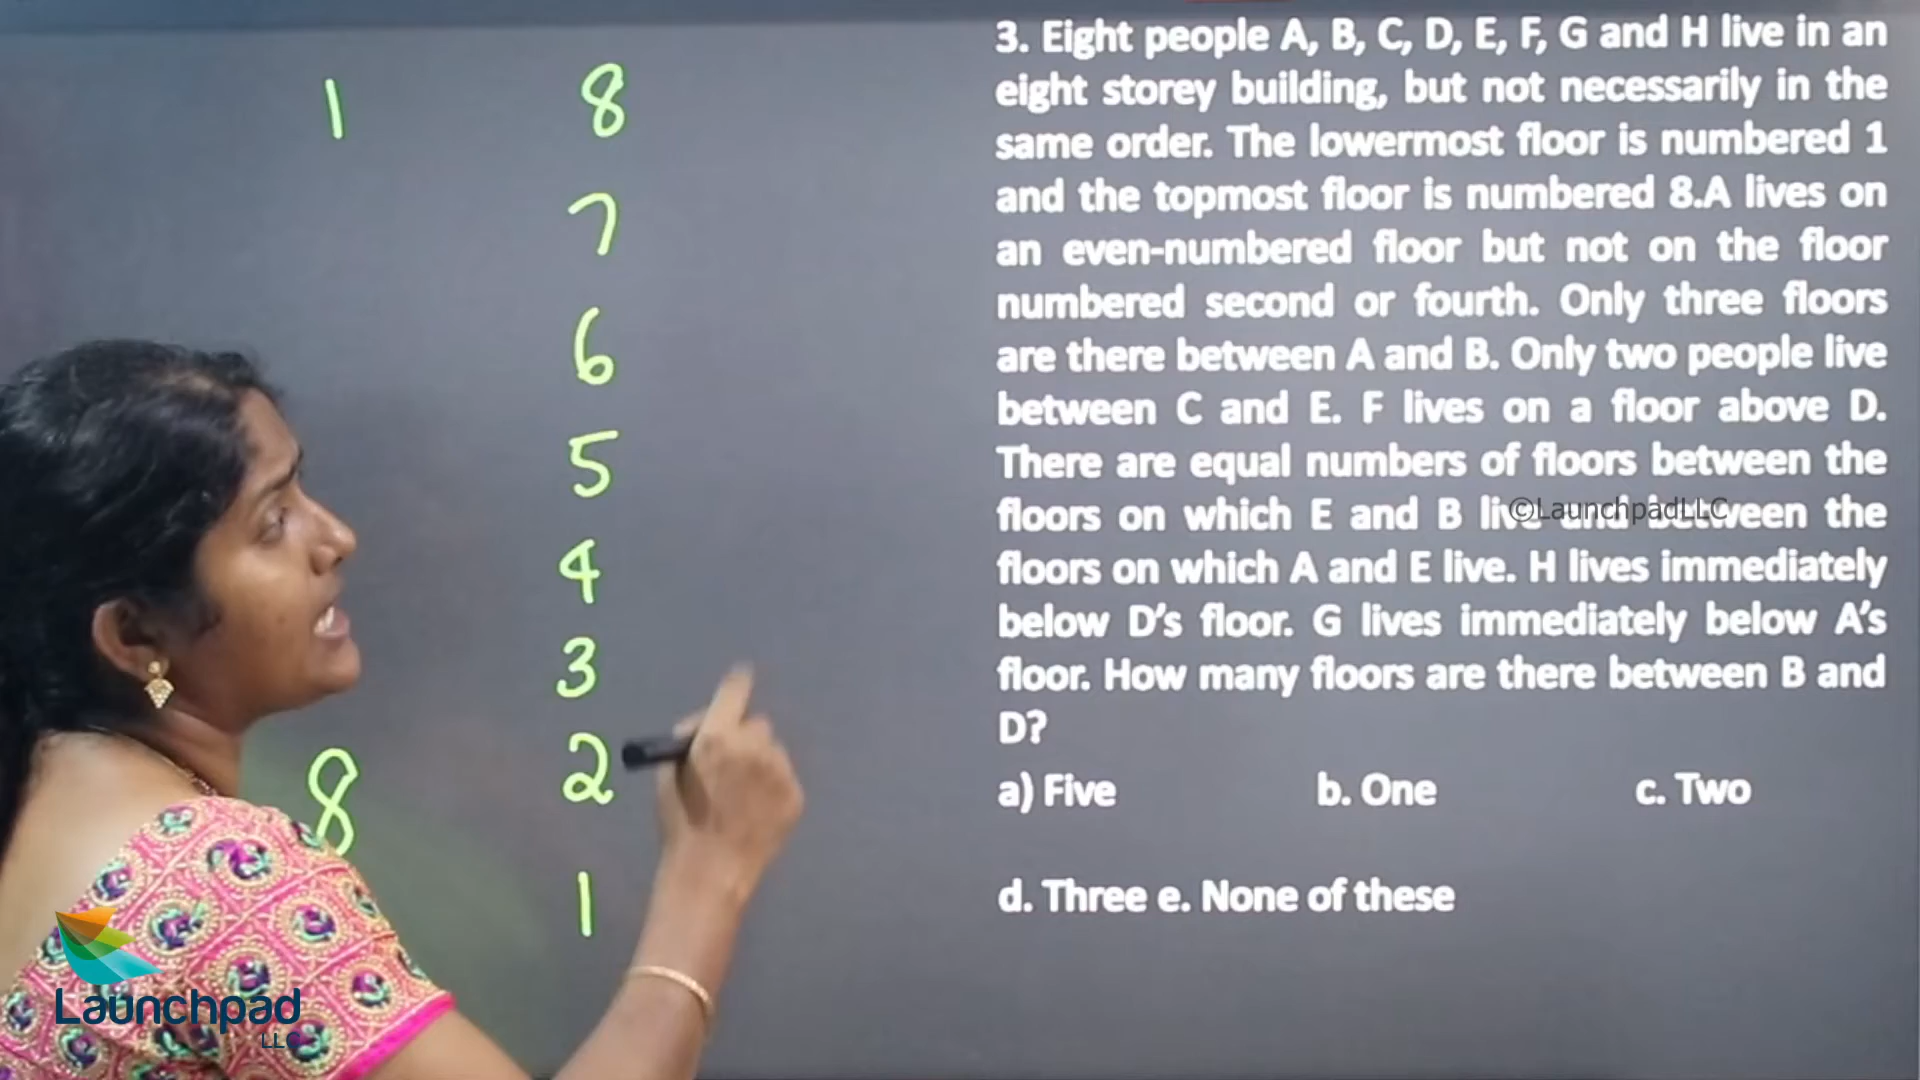 3. Eight people A, B, C, D, E, F, G and H live in an
eight storey building, but not necessarily in the
same order. The lowermost floor is numbered 1
and the topmost floor is numbered 8.A lives on
an even-numbered floor but not on the floor
numbered second or fourth. Only three floors
are there between A and B. Only two people live
between C and E. F lives on a floor above D.
There are equal numbers of floors between the
floors on which E and B live and between the
floors on which A and E live. H lives immediately
below D’s floor. G lives immediately below A’s
floor. How many floors are there between B and
D?
a) Five b. One c. Two
d. Three e. None of these
©LaunchpadLLC
1 8
7
6
5
4
3
8 2
1
Launchpad
LLC